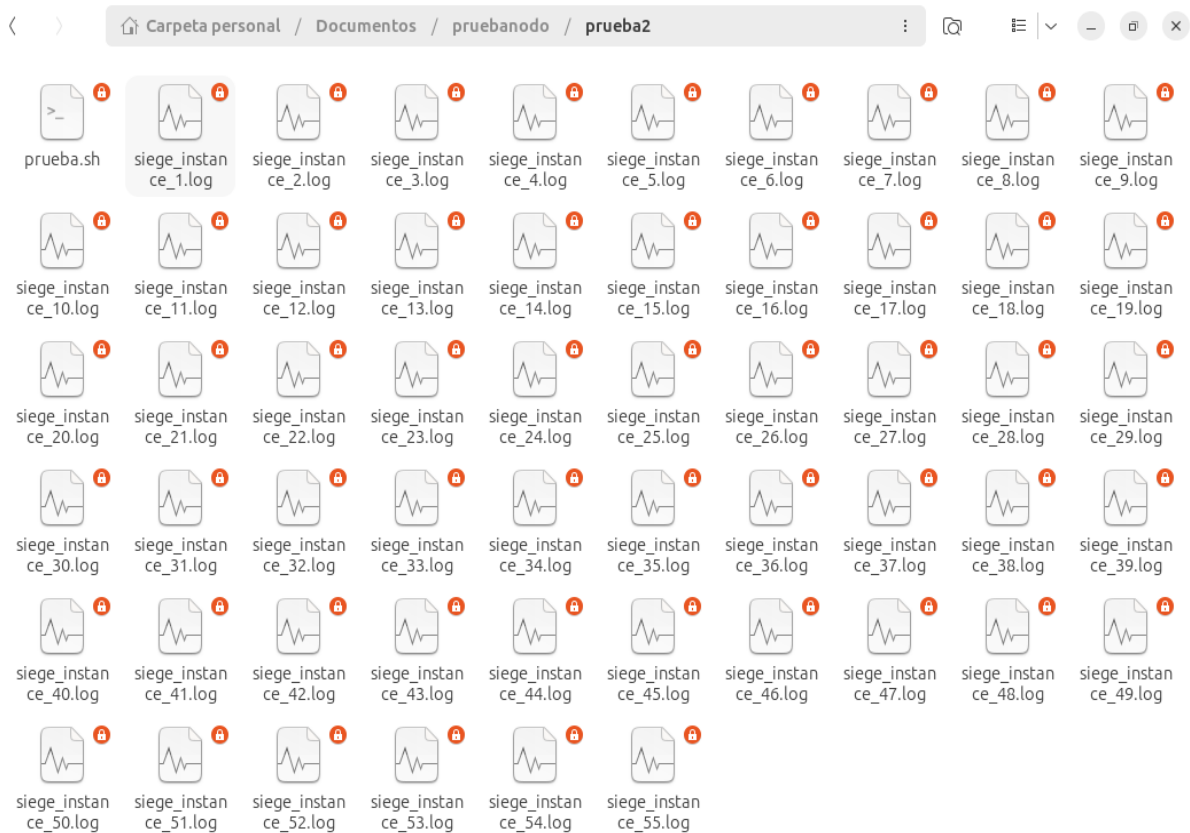 Carpeta personal / Documentos / pruebanodo / prueba2
>_
prueba.sh
siege_instan
ce_1.log
siege_instan
ce_2.log
siege_instan
ce_3.log
siege_instan
ce_4.log
siege_instan
ce_5.log
siege_instan
ce_6.log
siege_instan
ce_7.log
siege_instan
ce_8.log
siege_instan
ce_9.log
siege_instan
ce_10.log
siege_instan
ce_11.log
siege_instan
ce_12.log
siege_instan
ce_13.log
siege_instan
ce_14.log
siege_instan
ce_15.log
siege_instan
ce_16.log
siege_instan
ce_17.log
siege_instan
ce_18.log
siege_instan
ce_19.log
siege_instan
ce_20.log
siege_instan
ce_21.log
siege_instan
ce_22.log
siege_instan
ce_23.log
siege_instan
ce_24.log
siege_instan
ce_25.log
siege_instan
ce_26.log
siege_instan
ce_27.log
siege_instan
ce_28.log
siege_instan
ce_29.log
siege_instan
ce_30.log
siege_instan
ce_31.log
siege_instan
ce_32.log
siege_instan
ce_33.log
siege_instan
ce_34.log
siege_instan
ce_35.log
siege_instan
ce_36.log
siege_instan
ce_37.log
siege_instan
ce_38.log
siege_instan
ce_39.log
siege_instan
ce_40.log
siege_instan
ce_41.log
siege_instan
ce_42.log
siege_instan
ce_43.log
siege_instan
ce_44.log
siege_instan
ce_45.log
siege_instan
ce_46.log
siege_instan
ce_47.log
siege_instan
ce_48.log
siege_instan
ce_49.log
siege_instan
ce_50.log
siege_instan
ce_51.log
siege_instan
ce_52.log
siege_instan
ce_53.log
siege_instan
ce_54.log
siege_instan
ce_55.log